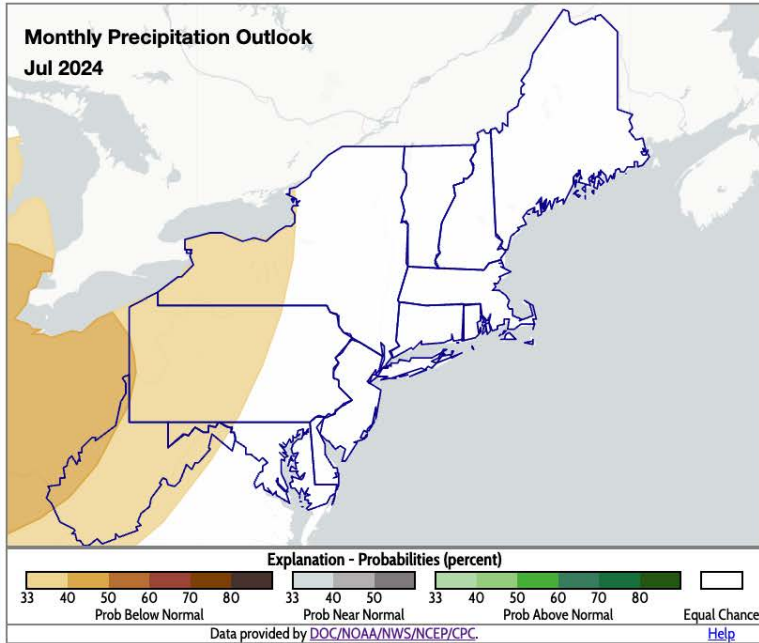 Monthly Precipitation Outlook
Jul 2024
Explanation - Probabilities (percent)
33 40 50 60 70 80 33 40 50 33 40 50 60 70 80
Prob Below Normal Prob Near Normal Prob Above Normal Equal Chance
Data provided by DOC/NOAA/NWS/NCEP/CPC. Help